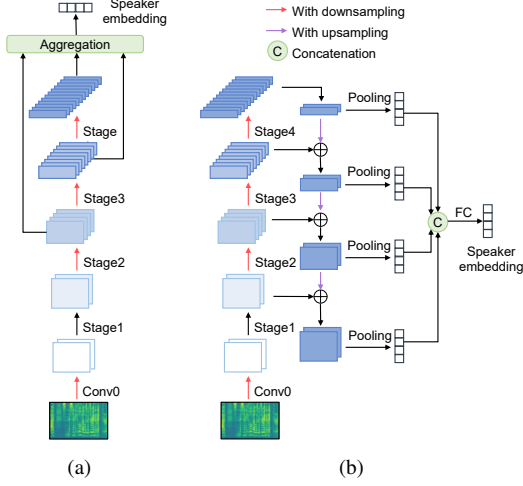 Speaker
embedding
Aggregation
Stage
Stage3
Stage2
Stage1
Conv0
(a)
With downsampling
With upsampling
C Concatenation
Pooling
Stage4
Pooling
Stage3
C
FC
Speaker
embedding
Pooling
Stage2
Stage1
Pooling
Conv0
(b)